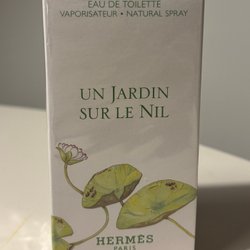 EAU DE TOILETTE
VAPORISATEUR • NATURAL SPRAY
UN JARDIN
SUR LE NIL
HERMÈS
PARIS